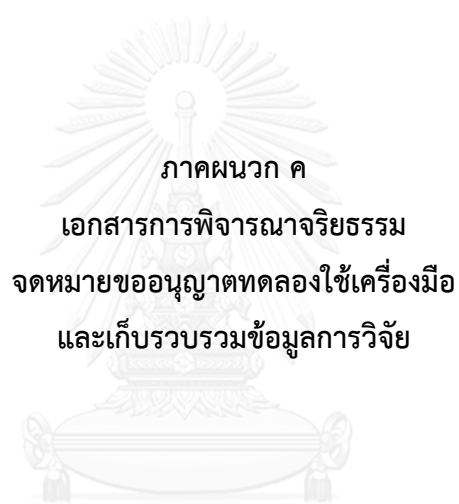 ภาคผนวก ค
เอกสารการพิจารณาจริยธรรม
จดหมายขออนุญาตทดลองใช้เครื่องมือ
และเก็บรวบรวมข้อมูลการวิจัย